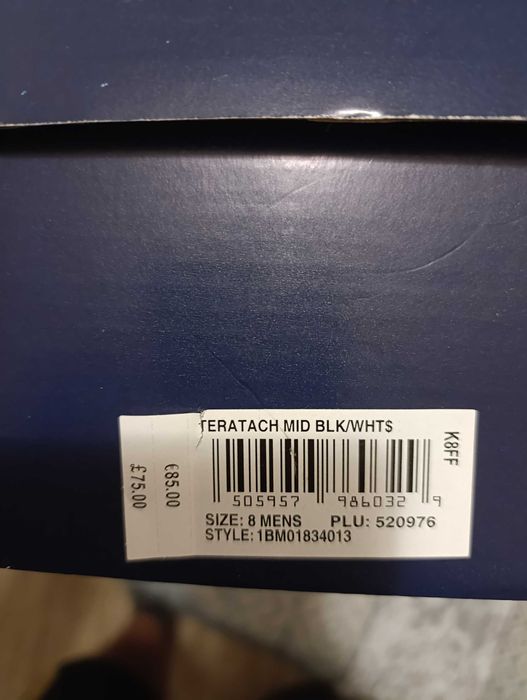 TERATACH MID BLK/WHT$
K8FF
505957 986032 9
SIZE: 8 MENS PLU: 520976
STYLE: 1BM01834013
€85.00
£75.00